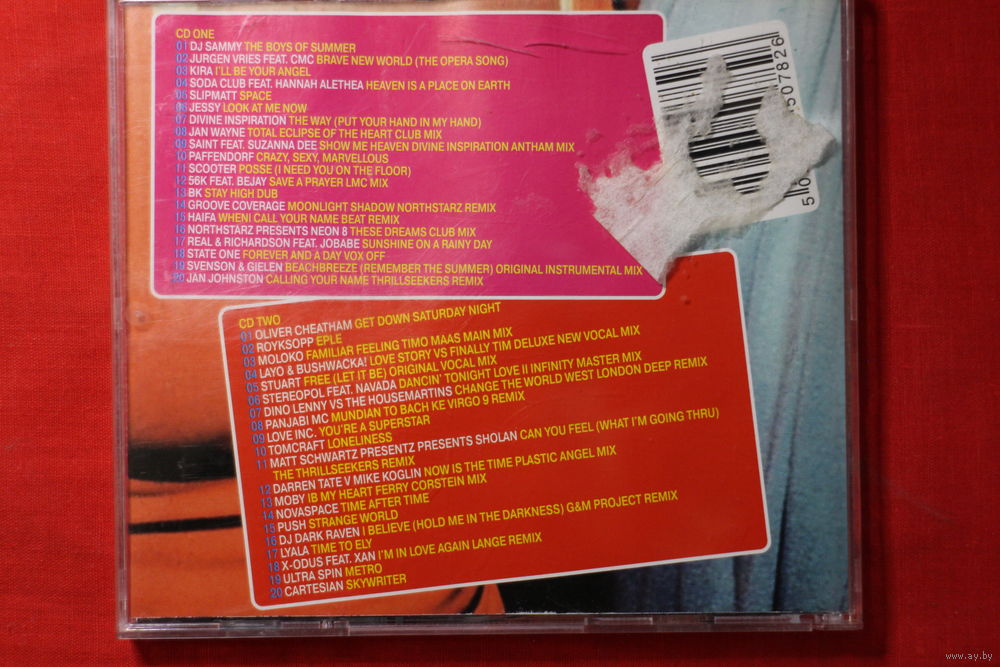 CD ONE
01 DJ SAMMY THE BOYS OF SUMMER
02 JURGEN VRIES FEAT. CMC BRAVE NEW WORLD (THE OPERA SONG)
03 KIRA I'LL BE YOUR ANGEL
04 SODA CLUB FEAT. HANNAH ALETHEA HEAVEN IS A PLACE ON EARTH
05 SLIPMATT SPACE
06 JESSY LOOK AT ME NOW
07 DIVINE INSPIRATION THE WAY (PUT YOUR HAND IN MY HAND)
08 JAN WAYNE TOTAL ECLIPSE OF THE HEART CLUB MIX
09 SAINT FEAT. SUZANNA DEE SHOW ME HEAVEN DIVINE INSPIRATION ANTHAM MIX
10 PAFFENDORF CRAZY, SEXY, MARVELLOUS
11 SCOOTER POSSE (I NEED YOU ON THE FLOOR)
12 56K FEAT. BEJAY SAVE A PRAYER LMC MIX
13 BK STAY HIGH DUB
14 GROOVE COVERAGE MOONLIGHT SHADOW NORTHSTARZ REMIX
15 HAIFA WHENI CALL YOUR NAME BEAT REMIX
16 NORTHSTARZ PRESENTS NEON 8 THESE DREAMS CLUB MIX
17 REAL & RICHARDSON FEAT. JOBABE SUNSHINE ON A RAINY DAY
18 STATE ONE FOREVER AND A DAY VOX OFF
19 SVENSON & GIELEN BEACHBREEZE (REMEMBER THE SUMMER) ORIGINAL INSTRUMENTAL MIX
20 JAN JOHNSTON CALLING YOUR NAME THRILLSEEKERS REMIX
507826
CD TWO
01 OLIVER CHEATHAM GET DOWN SATURDAY NIGHT
02 ROYKSOPP EPLE
03 MOLOKO FAMILIAR FEELING TIMO MAAS MAIN MIX
04 LAYO & BUSHWACKA! LOVE STORY VS FINALLY TIM DELUXE NEW VOCAL MIX
05 STUART FREE (LET IT BE) ORIGINAL VOCAL MIX
06 STEREOPOL FEAT. NAVADA DANCIN' TONIGHT LOVE II INFINITY MASTER MIX
07 DINO LENNY VS THE HOUSEMARTINS CHANGE THE WORLD WEST LONDON DEEP REMIX
08 PANJABI MC MUNDIAN TO BACH KE VIRGO 9 REMIX
09 LOVE INC. YOU'RE A SUPERSTAR
10 TOMCRAFT LONELINESS
11 MATT SCHWARTZ PRESENTZ PRESENTS SHOLAN CAN YOU FEEL (WHAT I'M GOING THRU)
THE THRILLSEEKERS REMIX
12 DARREN TATE V MIKE KOGLIN NOW IS THE TIME PLASTIC ANGEL MIX
13 MOBY IB MY HEART FERRY CORSTEIN MIX
14 NOVASPACE TIME AFTER TIME
15 PUSH STRANGE WORLD
16 DJ DARK RAVEN I BELIEVE (HOLD ME IN THE DARKNESS) G&M PROJECT REMIX
17 LYALA TIME TO ELY
18 X-ODUS FEAT. XAN I'M IN LOVE AGAIN LANGE REMIX
19 ULTRA SPIN METRO
20 CARTESIAN SKYWRITER
www.ay.by